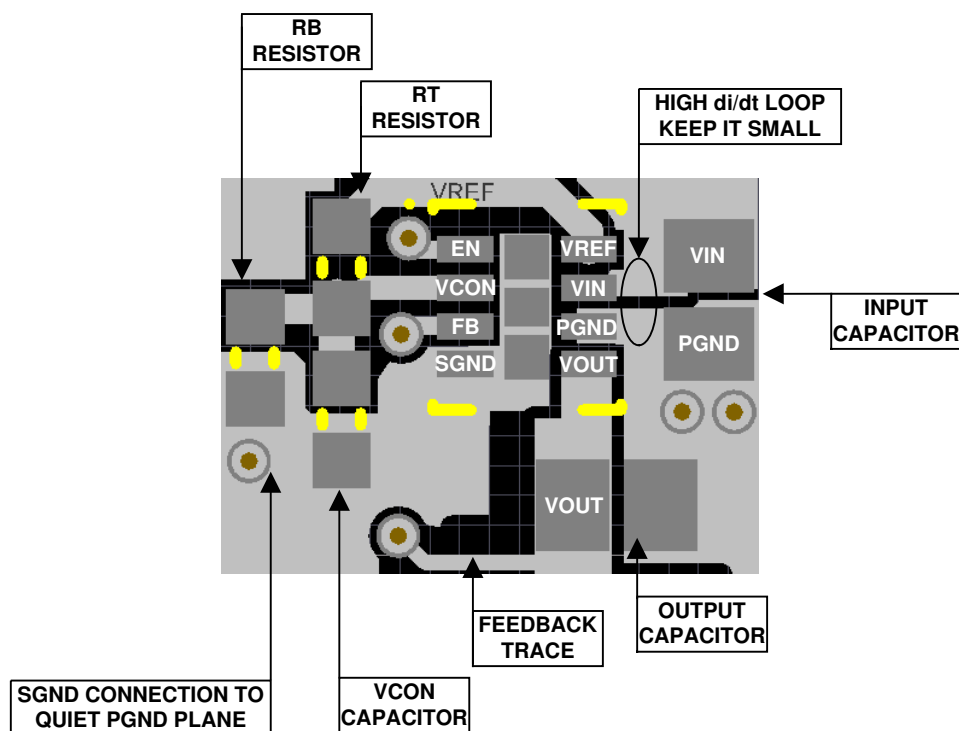 RB
RESISTOR
RT
RESISTOR
HIGH di/dt LOOP
KEEP IT SMALL
VREF
EN
VREF
VIN
VCON
VIN
INPUT
CAPACITOR
FB
PGND
PGND
SGND
VOUT
VOUT
FEEDBACK
TRACE
OUTPUT
CAPACITOR
SGND CONNECTION TO
QUIET PGND PLANE
VCON
CAPACITOR